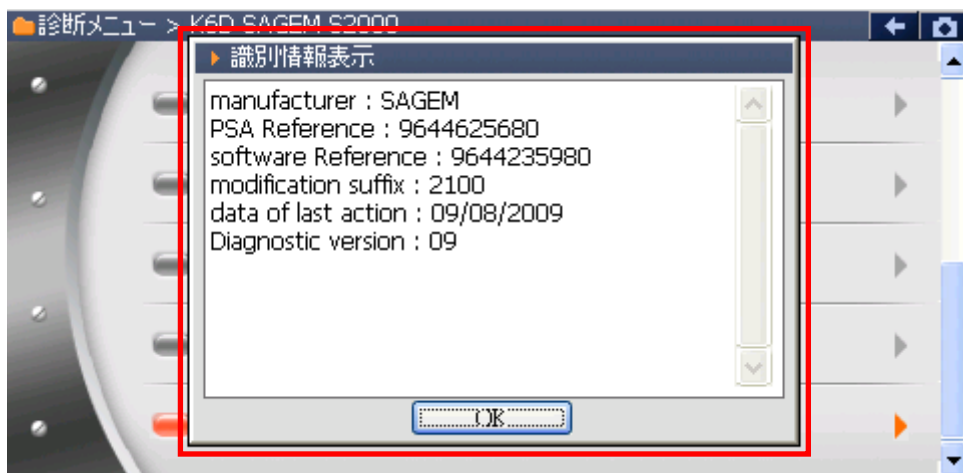 診断メニュー > K6D SAGEM S2000
識別情報表示
manufacturer : SAGEM
PSA Reference : 9644625680
software Reference : 9644235980
modification suffix : 2100
data of last action : 09/08/2009
Diagnostic version : 09
OK